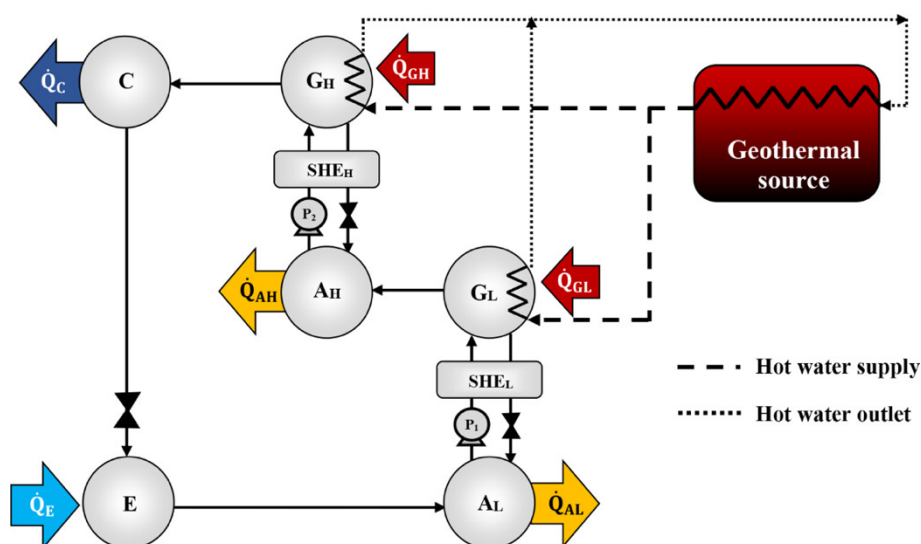 Q̇C
C
GH
Q̇GH
SHEH
P2
Geothermal
source
Q̇AH
AH
GL
Q̇GL
SHEL
P1
Hot water supply
Hot water outlet
Q̇E
E
AL
Q̇AL